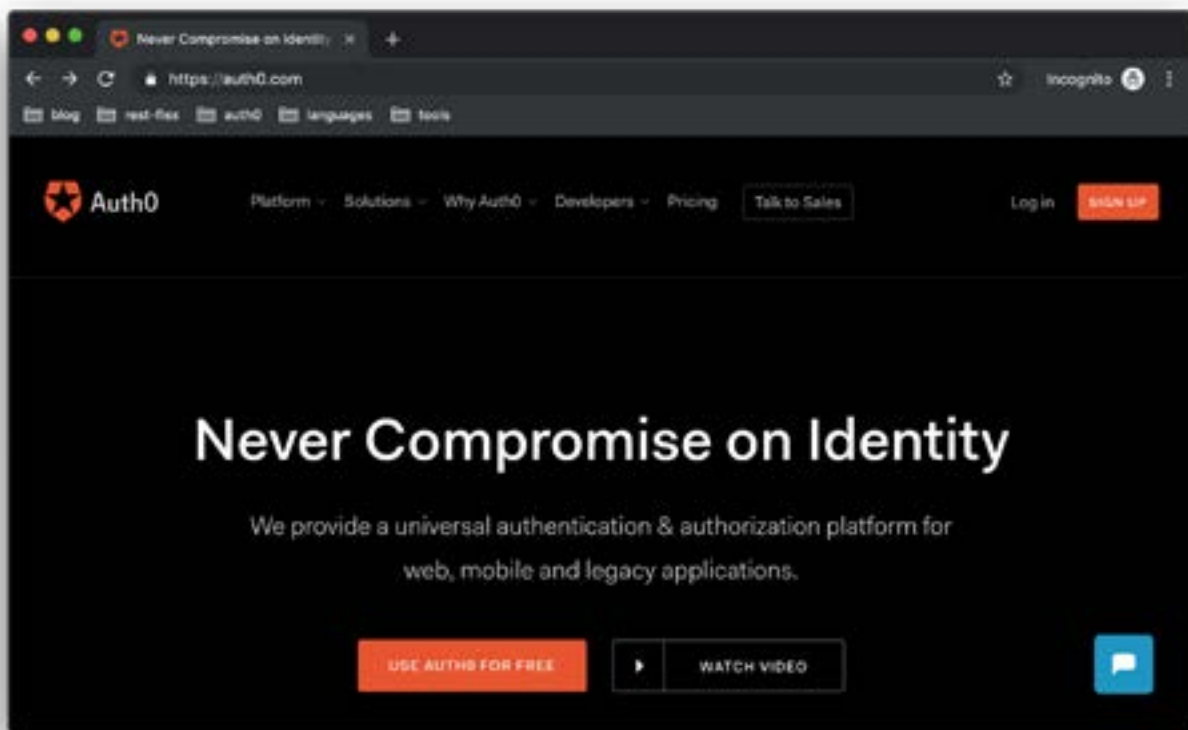 Never Compromise on Identity
https://auth0.com
Incognito
blog rest-flex auth0 languages tools
Auth0 Platform Solutions Why Auth0 Developers Pricing Talk to Sales Log in SIGN UP
Never Compromise on Identity
We provide a universal authentication & authorization platform for
web, mobile and legacy applications.
USE AUTH0 FOR FREE WATCH VIDEO